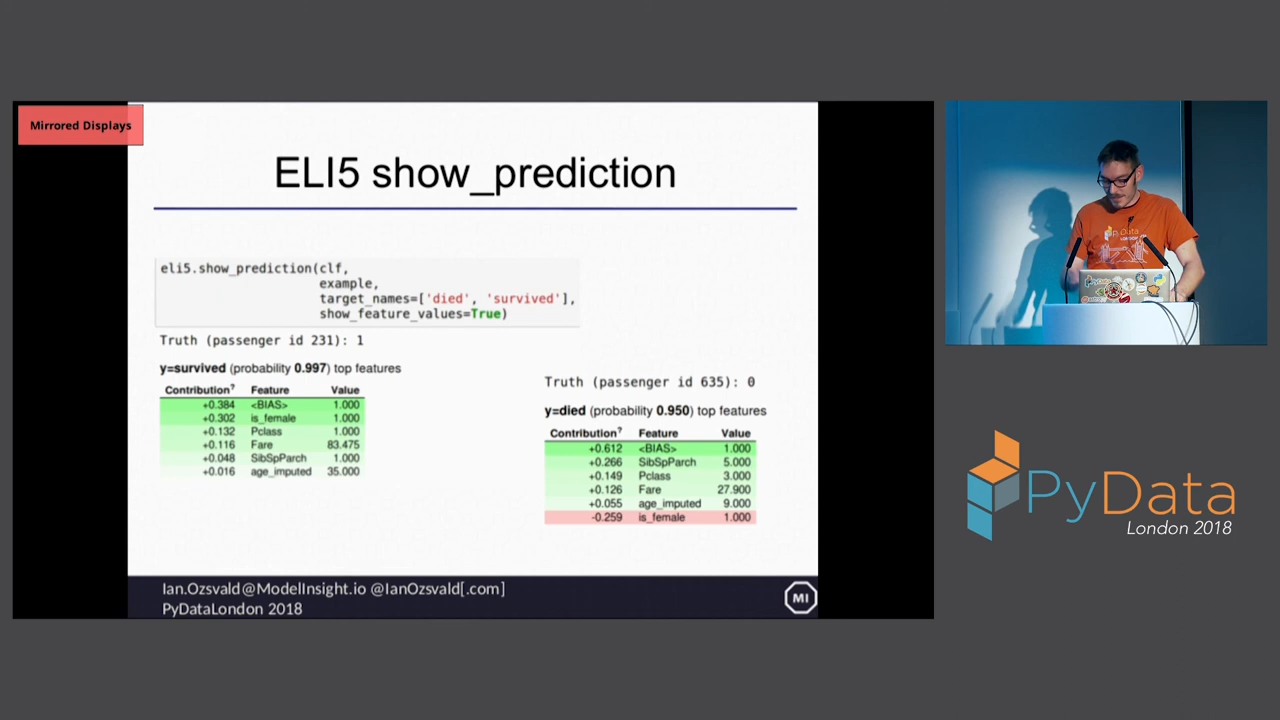 Mirrored Displays
ELI5 show_prediction
eli5.show_prediction(clf,
example,
target_names=['died', 'survived'],
show_feature_values=True)
Truth (passenger id 231): 1
y=survived (probability 0.997) top features
Contribution? Feature Value
+0.384 <BIAS> 1.000
+0.302 is_female 1.000
+0.132 Pclass 1.000
+0.116 Fare 83.475
+0.048 SibSpParch 1.000
+0.016 age_imputed 35.000
Truth (passenger id 635): 0
y=died (probability 0.950) top features
Contribution? Feature Value
+0.612 <BIAS> 1.000
+0.266 SibSpParch 5.000
+0.149 Pclass 3.000
+0.126 Fare 27.900
+0.055 age_imputed 9.000
-0.259 is_female 1.000
Ian.Ozsvald@ModelInsight.io @IanOzsvald[.com]
PyDataLondon 2018
MI
PyData
PyData
London 2018